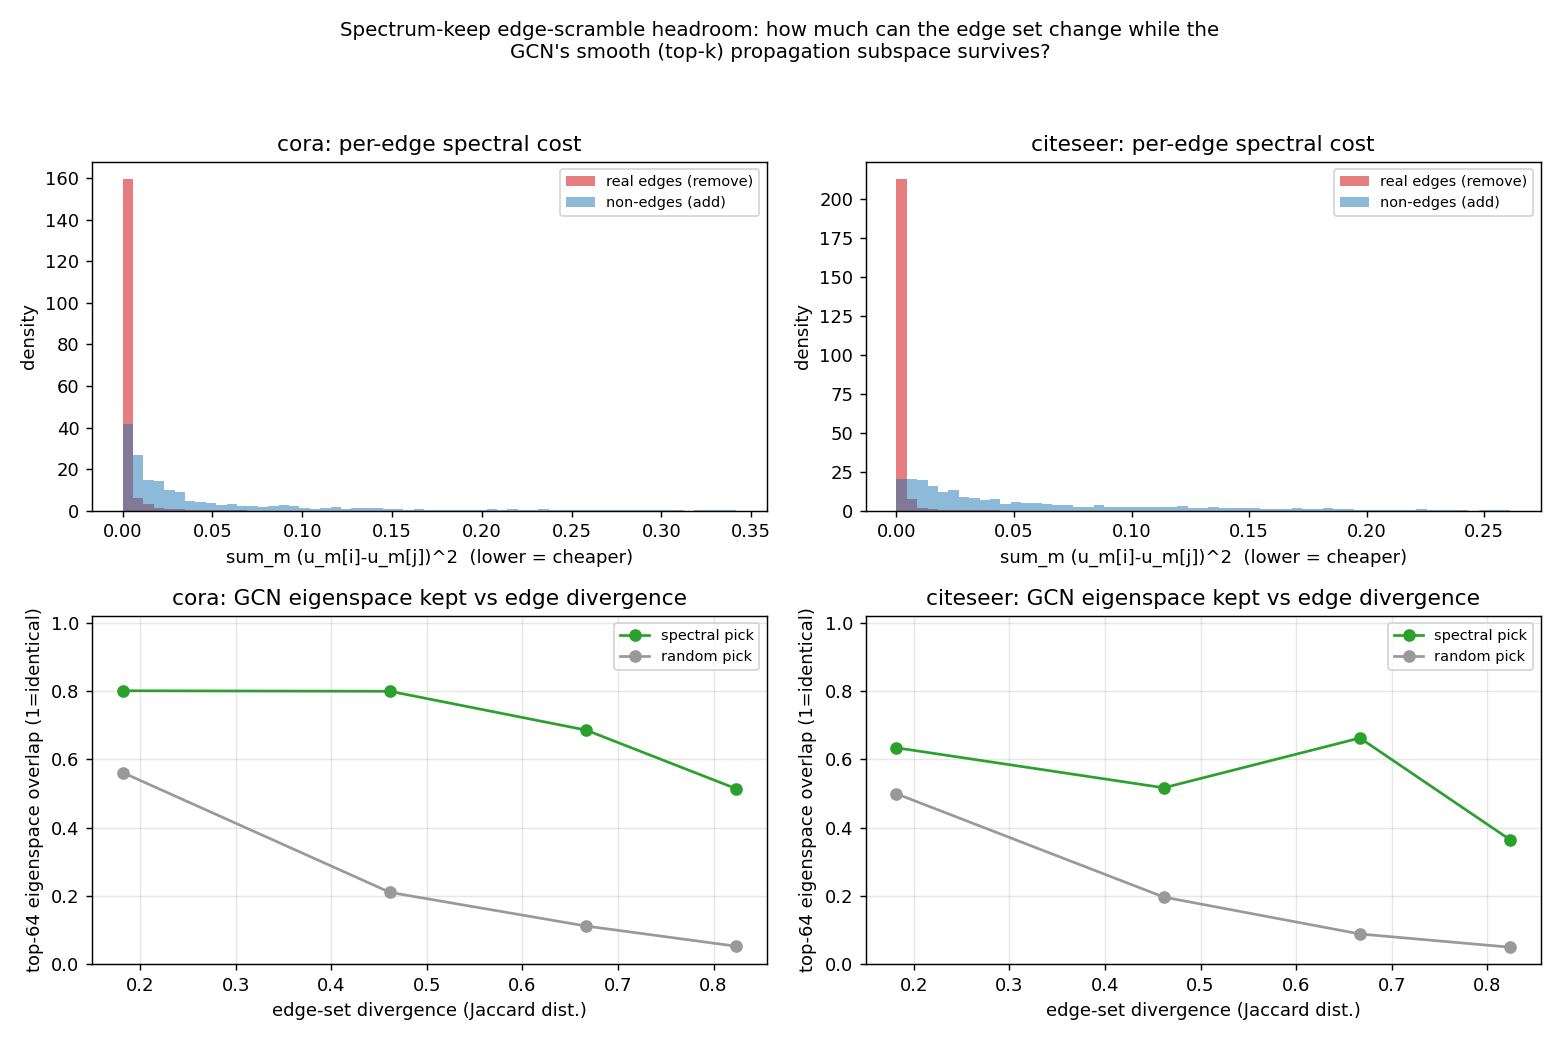 Spectrum-keep edge-scramble headroom: how much can the edge set change while the
GCN's smooth (top-k) propagation subspace survives?
cora: per-edge spectral cost
density
160
140
120
100
80
60
40
20
0
real edges (remove)
non-edges (add)
0.00 0.05 0.10 0.15 0.20 0.25 0.30 0.35
sum_m (u_m[i]-u_m[j])^2  (lower = cheaper)
citeseer: per-edge spectral cost
density
200
175
150
125
100
75
50
25
0
real edges (remove)
non-edges (add)
0.00 0.05 0.10 0.15 0.20 0.25
sum_m (u_m[i]-u_m[j])^2  (lower = cheaper)
cora: GCN eigenspace kept vs edge divergence
top-64 eigenspace overlap (1=identical)
1.0
0.8
0.6
0.4
0.2
0.0
spectral pick
random pick
0.2 0.3 0.4 0.5 0.6 0.7 0.8
edge-set divergence (Jaccard dist.)
citeseer: GCN eigenspace kept vs edge divergence
top-64 eigenspace overlap (1=identical)
1.0
0.8
0.6
0.4
0.2
0.0
spectral pick
random pick
0.2 0.3 0.4 0.5 0.6 0.7 0.8
edge-set divergence (Jaccard dist.)